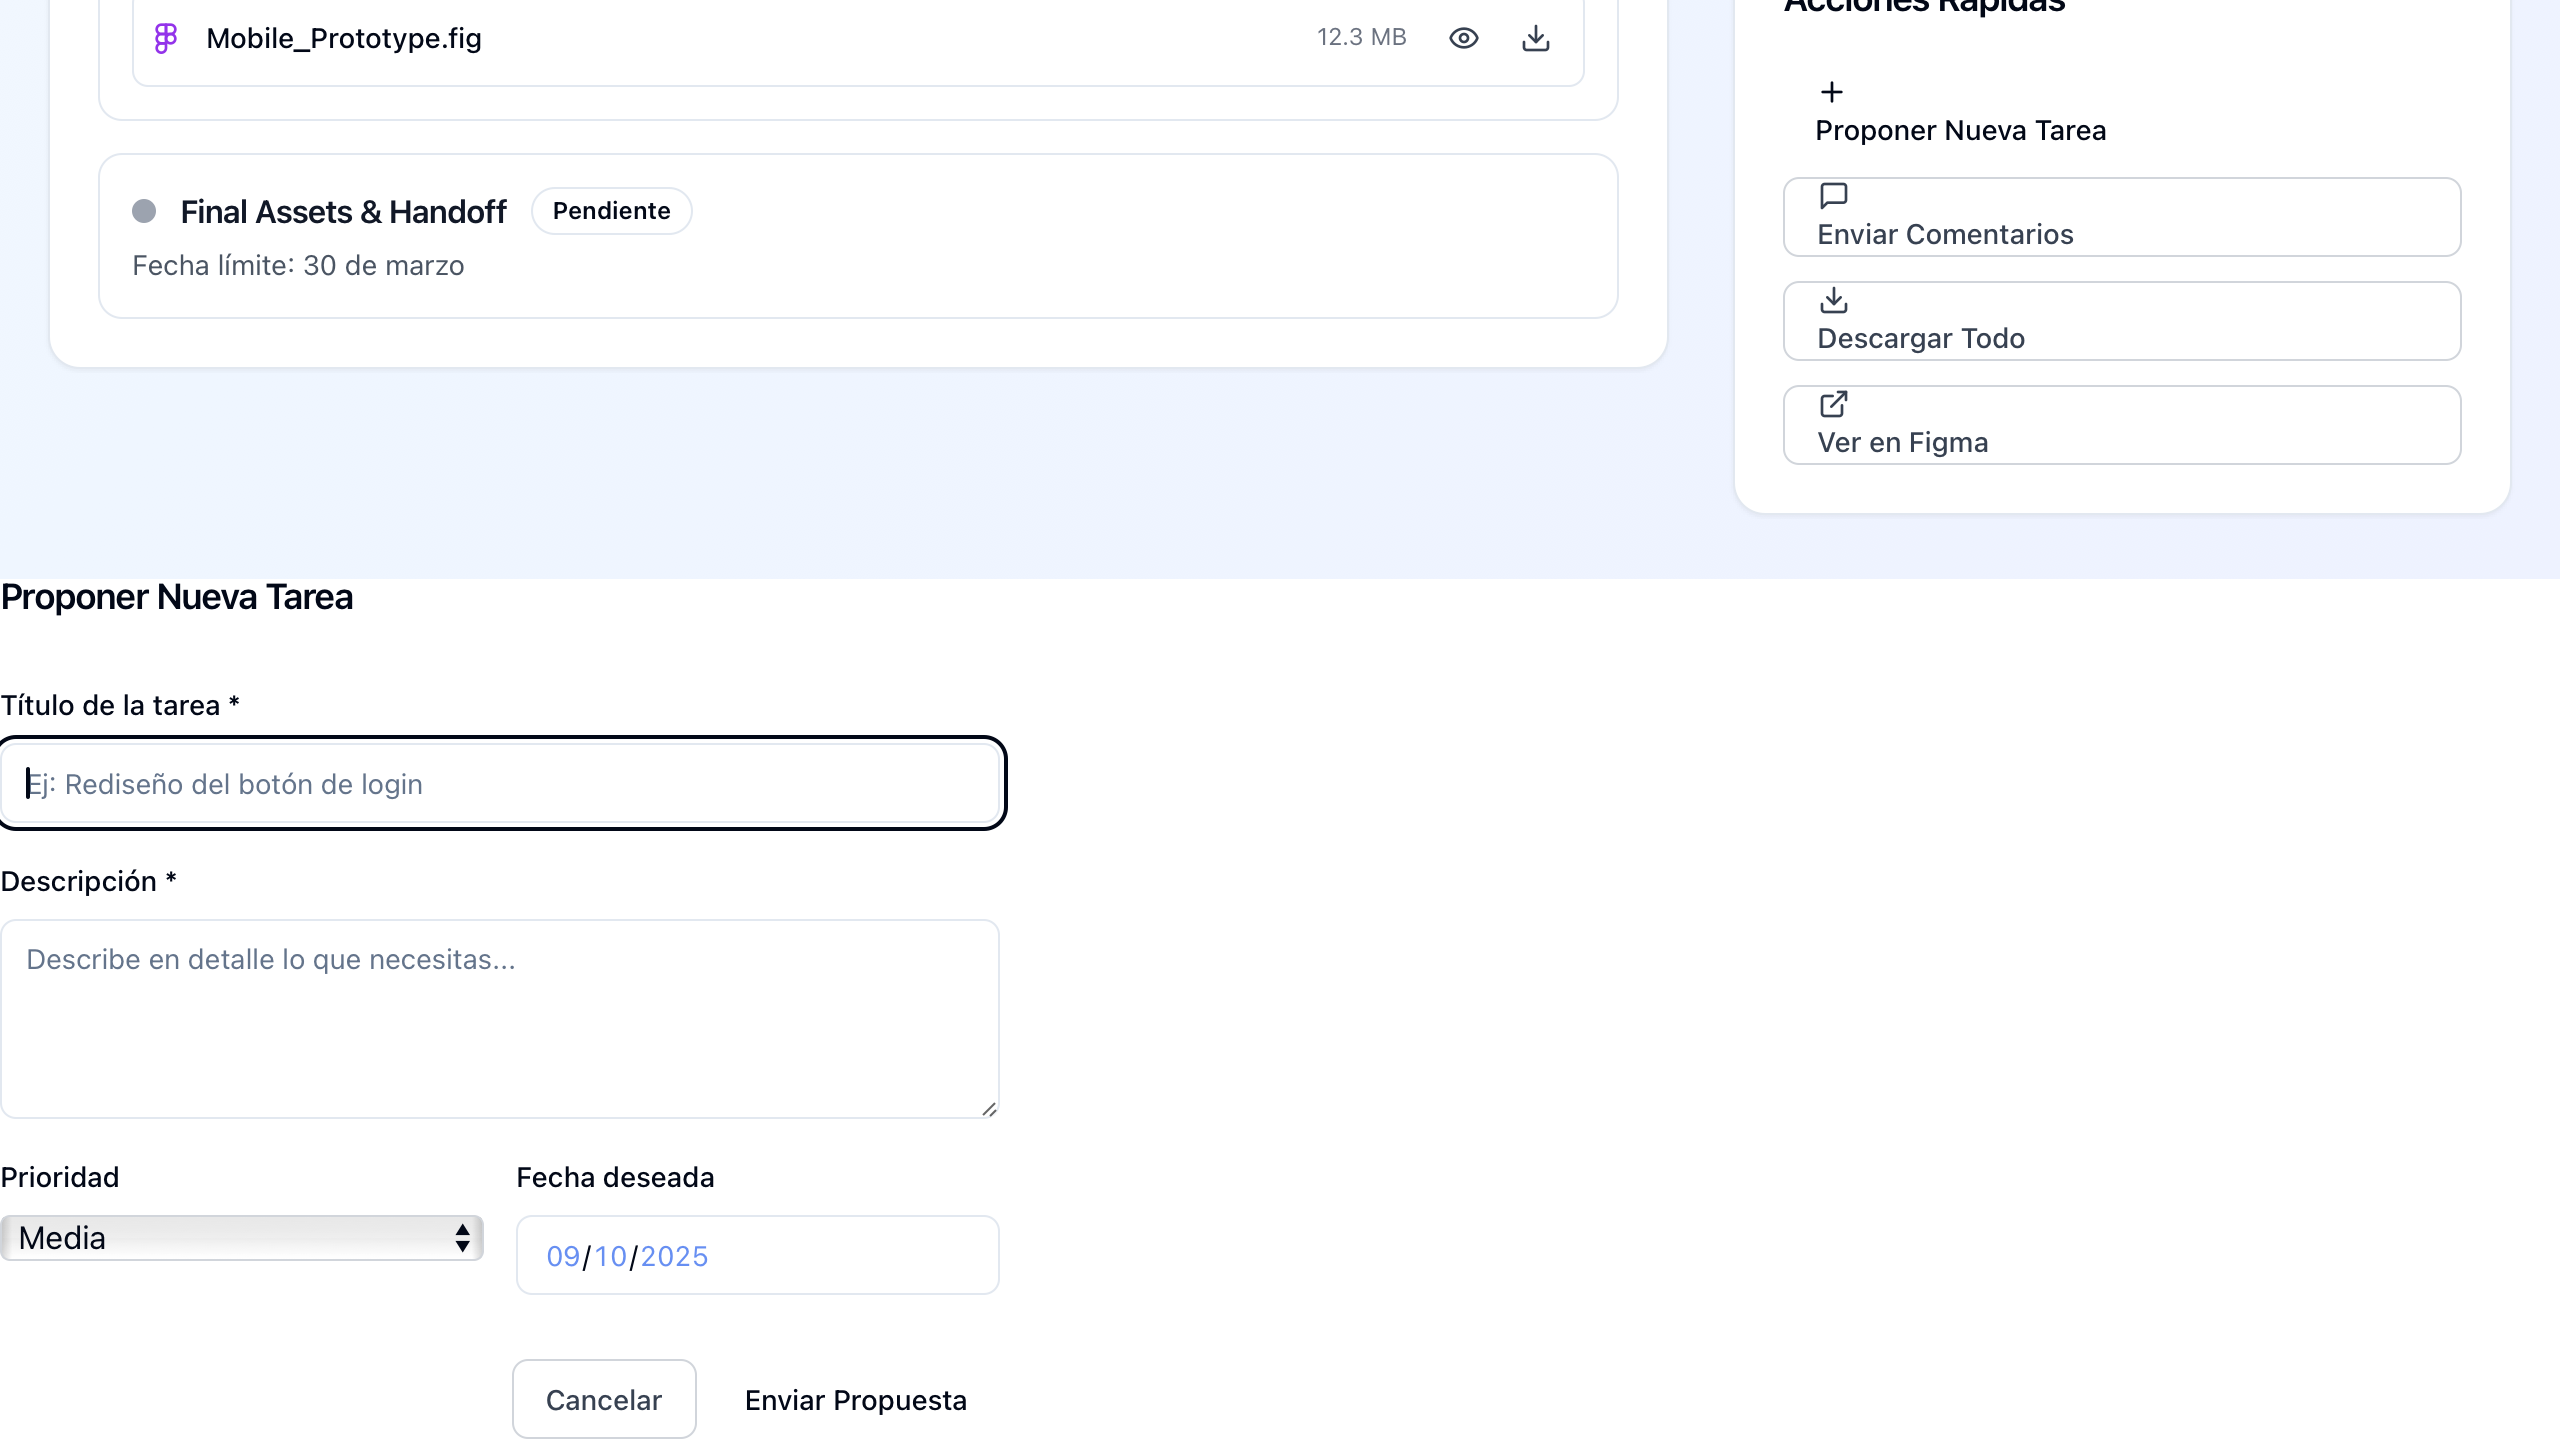 Mobile_Prototype.fig
12.3 MB
Final Assets & Handoff
Pendiente
Fecha límite: 30 de marzo
Acciones Rápidas
Proponer Nueva Tarea
Enviar Comentarios
Descargar Todo
Ver en Figma
Proponer Nueva Tarea
Título de la tarea *
Ej: Rediseño del botón de login
Descripción *
Describe en detalle lo que necesitas...
Prioridad
Fecha deseada
Media
09/10/2025
Cancelar
Enviar Propuesta